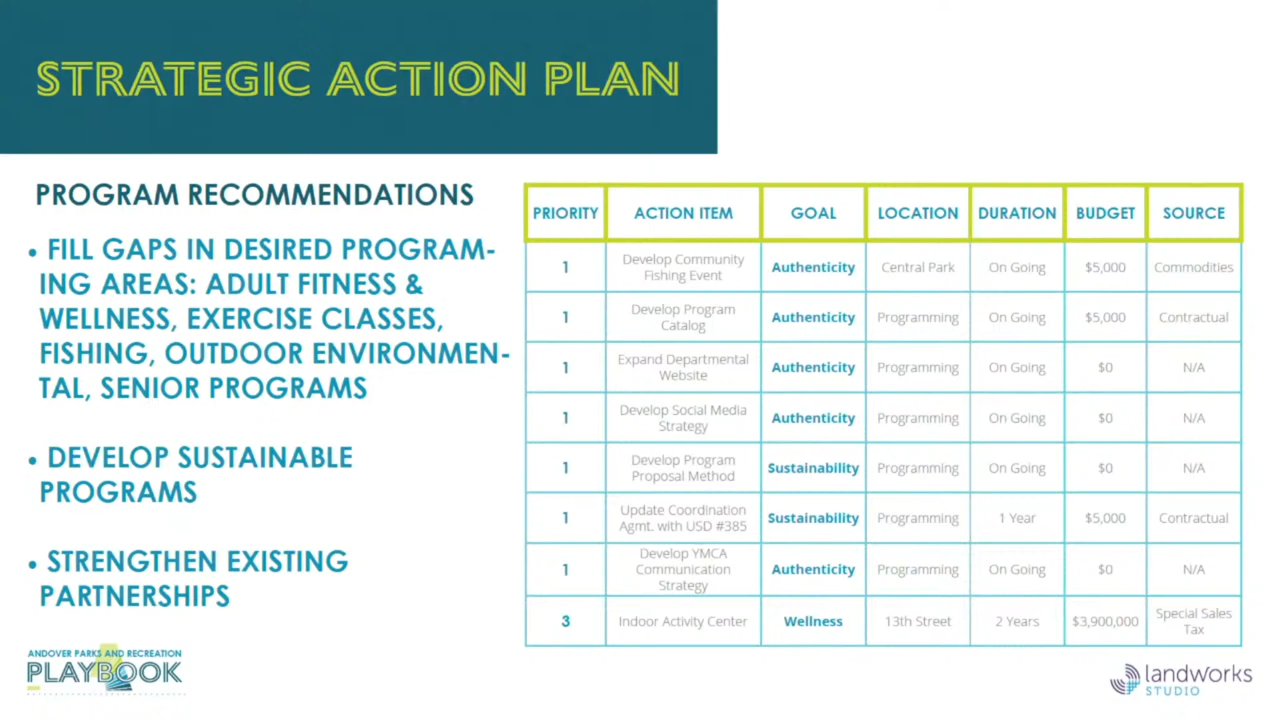 STRATEGIC ACTION PLAN
PROGRAM RECOMMENDATIONS
• FILL GAPS IN DESIRED PROGRAM-
ING AREAS: ADULT FITNESS &
WELLNESS, EXERCISE CLASSES,
FISHING, OUTDOOR ENVIRONMEN-
TAL, SENIOR PROGRAMS
• DEVELOP SUSTAINABLE
PROGRAMS
• STRENGTHEN EXISTING
PARTNERSHIPS
PRIORITY ACTION ITEM GOAL LOCATION DURATION BUDGET SOURCE
1 Develop Community Fishing Event Authenticity Central Park On Going $5,000 Commodities
1 Develop Program Catalog Authenticity Programming On Going $5,000 Contractual
1 Expand Departmental Website Authenticity Programming On Going $0 N/A
1 Develop Social Media Strategy Authenticity Programming On Going $0 N/A
1 Develop Program Proposal Method Sustainability Programming On Going $0 N/A
1 Update Coordination Agmt. with USD #385 Sustainability Programming 1 Year $5,000 Contractual
1 Develop YMCA Communication Strategy Authenticity Programming On Going $0 N/A
3 Indoor Activity Center Wellness 13th Street 2 Years $3,900,000 Special Sales Tax
ANDOVER PARKS AND RECREATION
PLAYBOOK
landworks
STUDIO